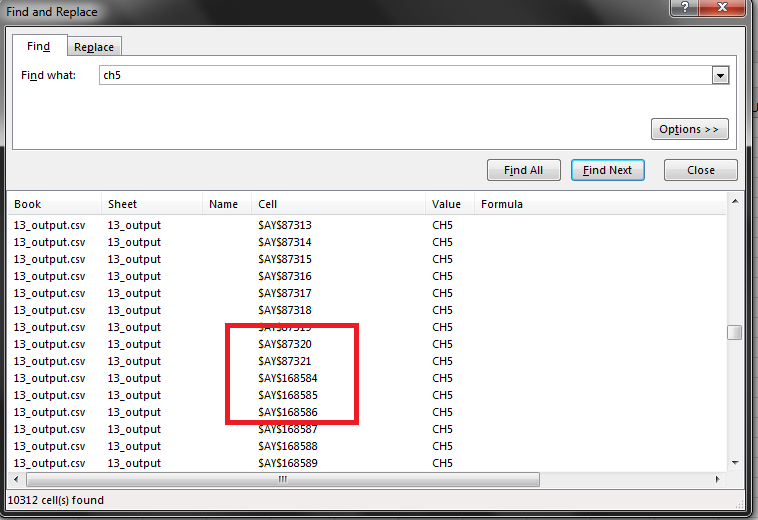 Find and Replace
Find Replace
Find what: ch5
Options >>
Find All Find Next Close
Book Sheet Name Cell Value Formula
13_output.csv 13_output $AY$87313 CH5
13_output.csv 13_output $AY$87314 CH5
13_output.csv 13_output $AY$87315 CH5
13_output.csv 13_output $AY$87316 CH5
13_output.csv 13_output $AY$87317 CH5
13_output.csv 13_output $AY$87318 CH5
13_output.csv 13_output $AY$87319 CH5
13_output.csv 13_output $AY$87320 CH5
13_output.csv 13_output $AY$87321 CH5
13_output.csv 13_output $AY$168584 CH5
13_output.csv 13_output $AY$168585 CH5
13_output.csv 13_output $AY$168586 CH5
13_output.csv 13_output $AY$168587 CH5
13_output.csv 13_output $AY$168588 CH5
13_output.csv 13_output $AY$168589 CH5
10312 cell(s) found